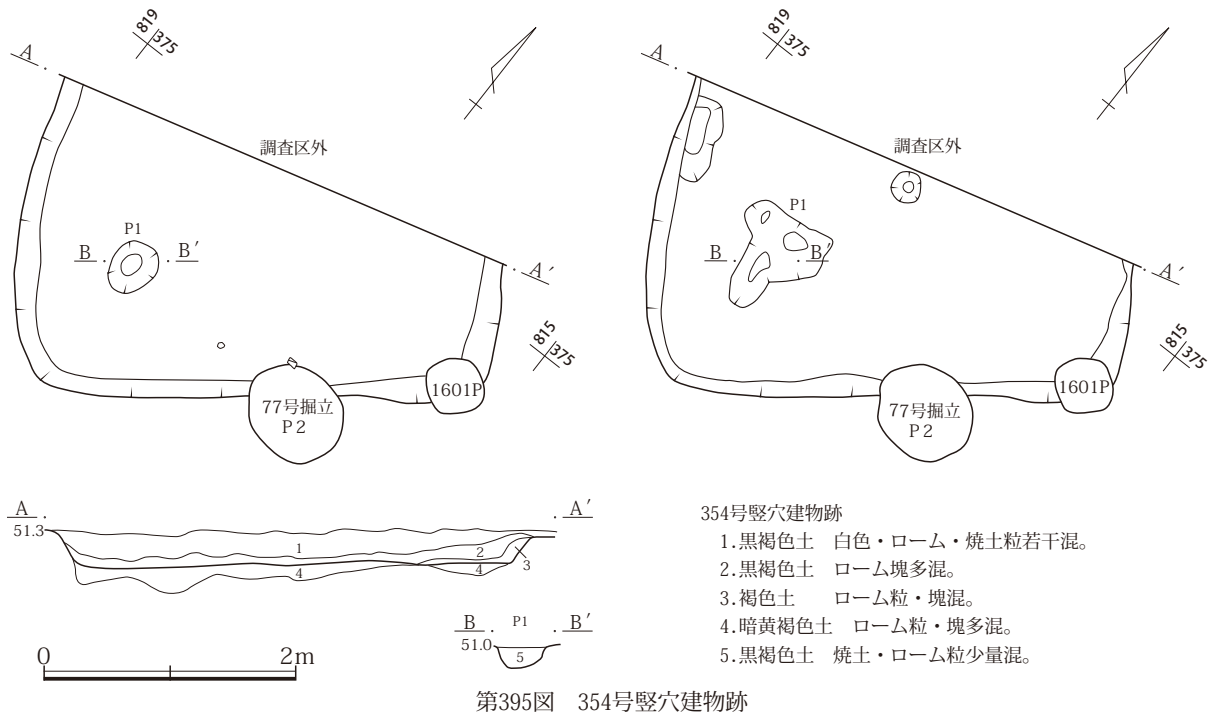 819
375
A
調査区外
P1
B
B′
A′
815
375
77号掘立
P2
1601P
819
375
A
調査区外
P1
B
B′
A′
815
375
77号掘立
P2
1601P
A
A′
51.3
1
2
3
4
4
B
P1
B′
51.0
5
0
2m
354号竪穴建物跡
1.黒褐色土 白色・ローム・焼土粒若干混。
2.黒褐色土 ローム塊多混。
3.褐色土 ローム粒・塊混。
4.暗黄褐色土 ローム粒・塊多混。
5.黒褐色土 焼土・ローム粒少量混。
第395図 354号竪穴建物跡